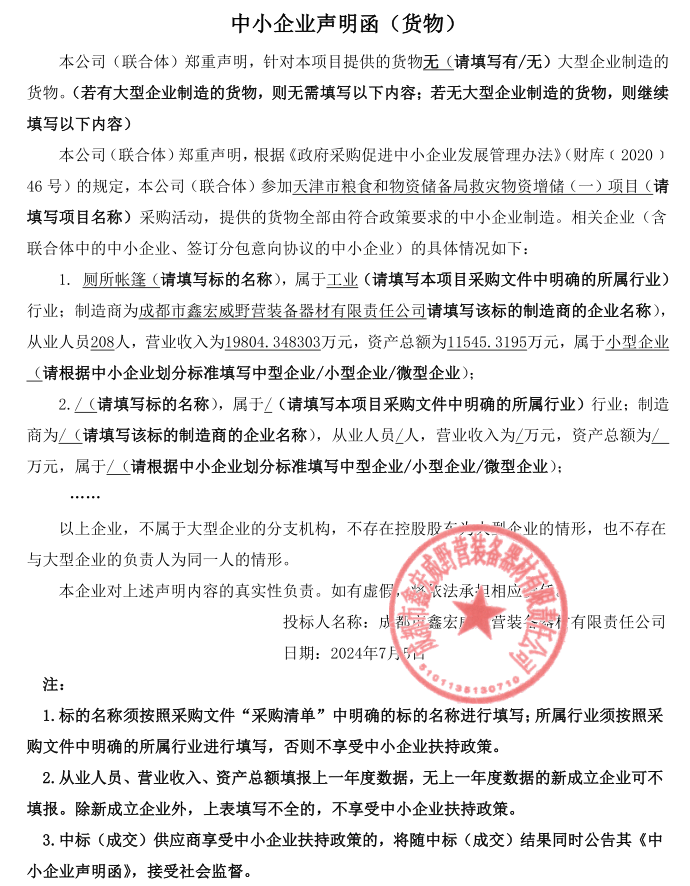 中小企业声明函（货物）
本公司（联合体）郑重声明，针对本项目提供的货物无（请填写有/无）大型企业制造的
货物。（若有大型企业制造的货物，则无需填写以下内容；若无大型企业制造的货物，则继续
填写以下内容）
本公司（联合体）郑重声明，根据《政府采购促进中小企业发展管理办法》（财库﹝2020﹞
46 号）的规定，本公司（联合体）参加天津市粮食和物资储备局救灾物资增储（一）项目（请
填写项目名称）采购活动，提供的货物全部由符合政策要求的中小企业制造。相关企业（含
联合体中的中小企业、签订分包意向协议的中小企业）的具体情况如下：
1. 厕所帐篷（请填写标的名称），属于工业（请填写本项目采购文件中明确的所属行业）
行业；制造商为成都市鑫宏威野营装备器材有限责任公司请填写该标的制造商的企业名称），
从业人员208人，营业收入为19804.348303万元，资产总额为11545.3195万元，属于小型企业
（请根据中小企业划分标准填写中型企业/小型企业/微型企业）；
2./（请填写标的名称），属于/（请填写本项目采购文件中明确的所属行业）行业；制造
商为/（请填写该标的制造商的企业名称），从业人员/人，营业收入为/万元，资产总额为/
万元，属于/（请根据中小企业划分标准填写中型企业/小型企业/微型企业）；
……
以上企业，不属于大型企业的分支机构，不存在控股股东为大型企业的情形，也不存在
与大型企业的负责人为同一人的情形。
本企业对上述声明内容的真实性负责。如有虚假，将依法承担相应责任。
投标人名称：成都市鑫宏威野营装备器材有限责任公司
日期：2024年7月5日
成都市鑫宏威野营装备器材有限责任公司
5101135130710
注：
1.标的名称须按照采购文件“采购清单”中明确的标的名称进行填写；所属行业须按照采
购文件中明确的所属行业进行填写，否则不享受中小企业扶持政策。
2.从业人员、营业收入、资产总额填报上一年度数据，无上一年度数据的新成立企业可不
填报。除新成立企业外，上表填写不全的，不享受中小企业扶持政策。
3.中标（成交）供应商享受中小企业扶持政策的，将随中标（成交）结果同时公告其《中
小企业声明函》，接受社会监督。